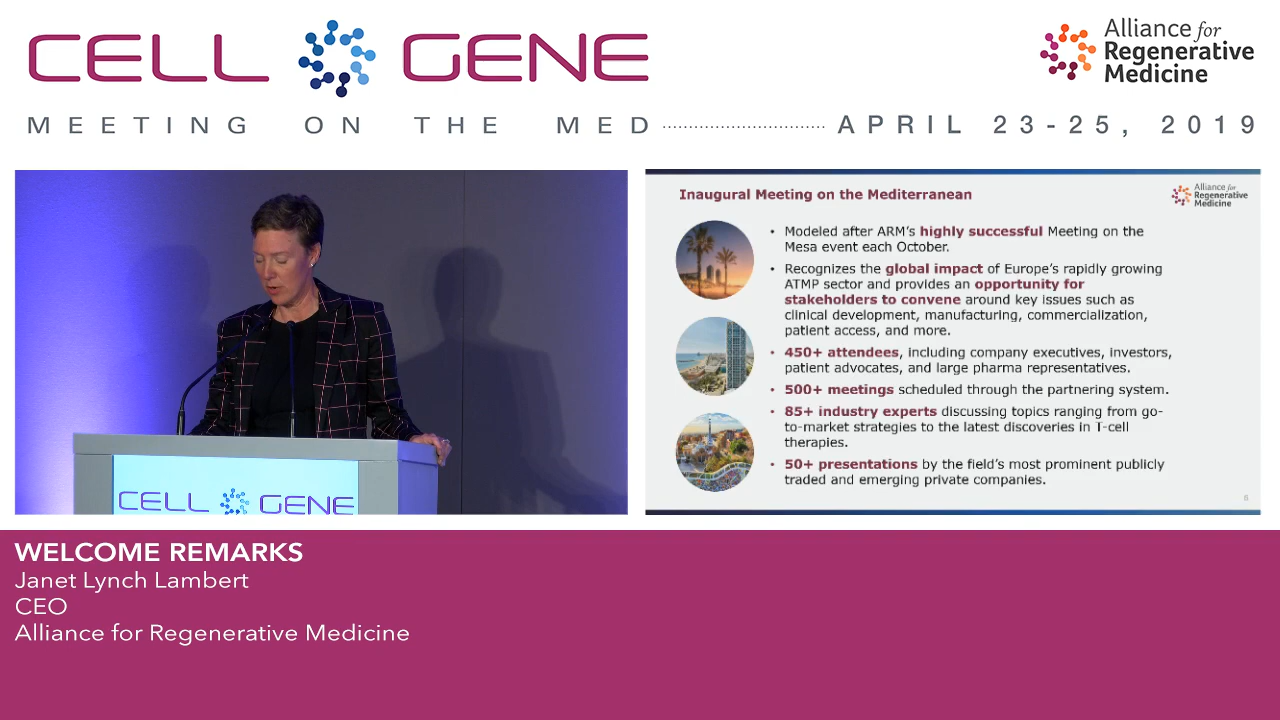 CELL GENE
Alliance for
Regenerative
Medicine
MEETING ON THE MED
APRIL 23-25, 2019
CELL GENE
Inaugural Meeting on the Mediterranean
Alliance for
Regenerative
Medicine
• Modeled after ARM's highly successful Meeting on the
Mesa event each October.
• Recognizes the global impact of Europe's rapidly growing
ATMP sector and provides an opportunity for
stakeholders to convene around key issues such as
clinical development, manufacturing, commercialization,
patient access, and more.
• 450+ attendees, including company executives, investors,
patient advocates, and large pharma representatives.
• 500+ meetings scheduled through the partnering system.
• 85+ industry experts discussing topics ranging from go-
to-market strategies to the latest discoveries in T-cell
therapies.
• 50+ presentations by the field's most prominent publicly
traded and emerging private companies.
WELCOME REMARKS
Janet Lynch Lambert
CEO
Alliance for Regenerative Medicine